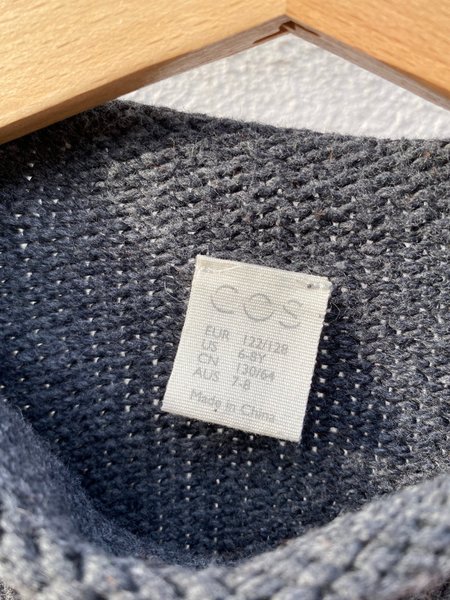 COS
EUR 122/128
US 6-8Y
CN 130/64
AUS 7-8
Made in China